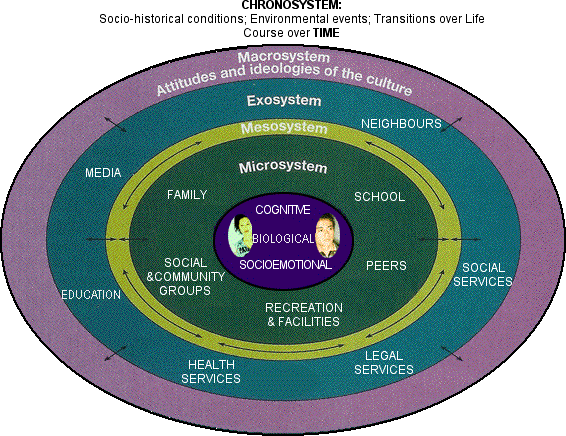 CHRONOSYSTEM:
Socio-historical conditions; Environmental events; Transitions over Life
Course over TIME
Macrosystem
Attitudes and ideologies of the culture
Exosystem
NEIGHBOURS
Mesosystem
Microsystem
MEDIA
FAMILY
SCHOOL
COGNITIVE
BIOLOGICAL
SOCIOEMOTIONAL
SOCIAL
&COMMUNITY
GROUPS
PEERS
SOCIAL
SERVICES
EDUCATION
RECREATION
& FACILITIES
HEALTH
SERVICES
LEGAL
SERVICES